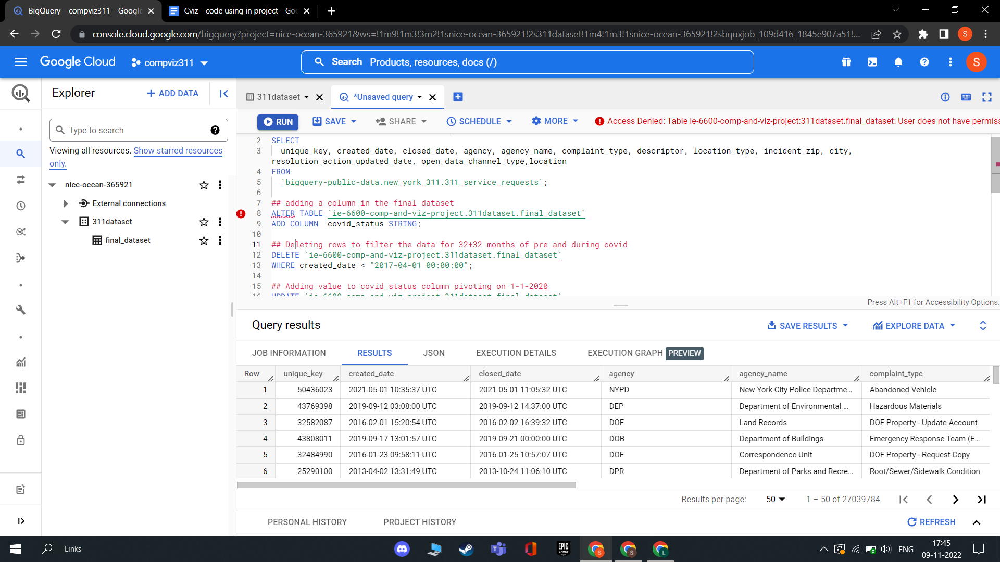 BigQuery – compviz311 – Google
Cviz - code using in project - Goo
console.cloud.google.com/bigquery?project=nice-ocean-365921&ws=!1m9!1m3!3m2!1snice-ocean-365921!2s311dataset!1m4!1m3!1snice-ocean-365921!2sbquxjob_109d416_1845e907a51!...
S
Google Cloud
compviz311
Search Products, resources, docs (/)
S
Explorer
+ ADD DATA
311dataset
*Unsaved query
Type to search
RUN
SAVE
SHARE
SCHEDULE
MORE
Access Denied: Table ie-6600-comp-and-viz-project:311dataset.final_dataset: User does not have permiss
Viewing all resources. Show starred resources
only.
nice-ocean-365921
External connections
311dataset
final_dataset
2 SELECT
3 unique_key, created_date, closed_date, agency, agency_name, complaint_type, descriptor, location_type, incident_zip, city,
resolution_action_updated_date, open_data_channel_type,location
4 FROM
5 `bigquery-public-data.new_york_311.311_service_requests`;
6
7 ## adding a column in the final dataset
8 ALTER TABLE `ie-6600-comp-and-viz-project.311dataset.final_dataset`
9 ADD COLUMN covid_status STRING;
10
11 ## Deleting rows to filter the data for 32+32 months of pre and during covid
12 DELETE `ie-6600-comp-and-viz-project.311dataset.final_dataset`
13 WHERE created_date < "2017-04-01 00:00:00";
14
15 ## Adding value to covid_status column pivoting on 1-1-2020
16 UPDATE `ie-6600-comp-and-viz-project.311dataset.final_dataset`
Press Alt+F1 for Accessibility Options.
Query results
SAVE RESULTS
EXPLORE DATA
JOB INFORMATION
RESULTS
JSON
EXECUTION DETAILS
EXECUTION GRAPH PREVIEW
Row unique_key created_date closed_date agency agency_name complaint_type
1 50436023 2021-05-01 10:35:37 UTC 2021-05-01 11:05:32 UTC NYPD New York City Police Departme... Abandoned Vehicle
2 43769398 2019-09-12 03:08:00 UTC 2019-09-12 14:37:00 UTC DEP Department of Environmental ... Hazardous Materials
3 32582087 2016-02-01 15:20:54 UTC 2016-02-02 16:39:32 UTC DOF Land Records DOF Property - Update Account
4 43808011 2019-09-17 13:01:57 UTC 2019-09-21 00:00:00 UTC DOB Department of Buildings Emergency Response Team (E...
5 32484990 2016-01-23 09:58:11 UTC 2016-01-25 10:57:07 UTC DOF Correspondence Unit DOF Property - Request Copy
6 25290100 2013-04-02 13:31:49 UTC 2013-10-24 11:06:10 UTC DPR Department of Parks and Recre... Root/Sewer/Sidewalk Condition
Results per page: 50 1 – 50 of 27039784
PERSONAL HISTORY
PROJECT HISTORY
REFRESH
Links
EPIC GAMES
ENG
17:45
09-11-2022